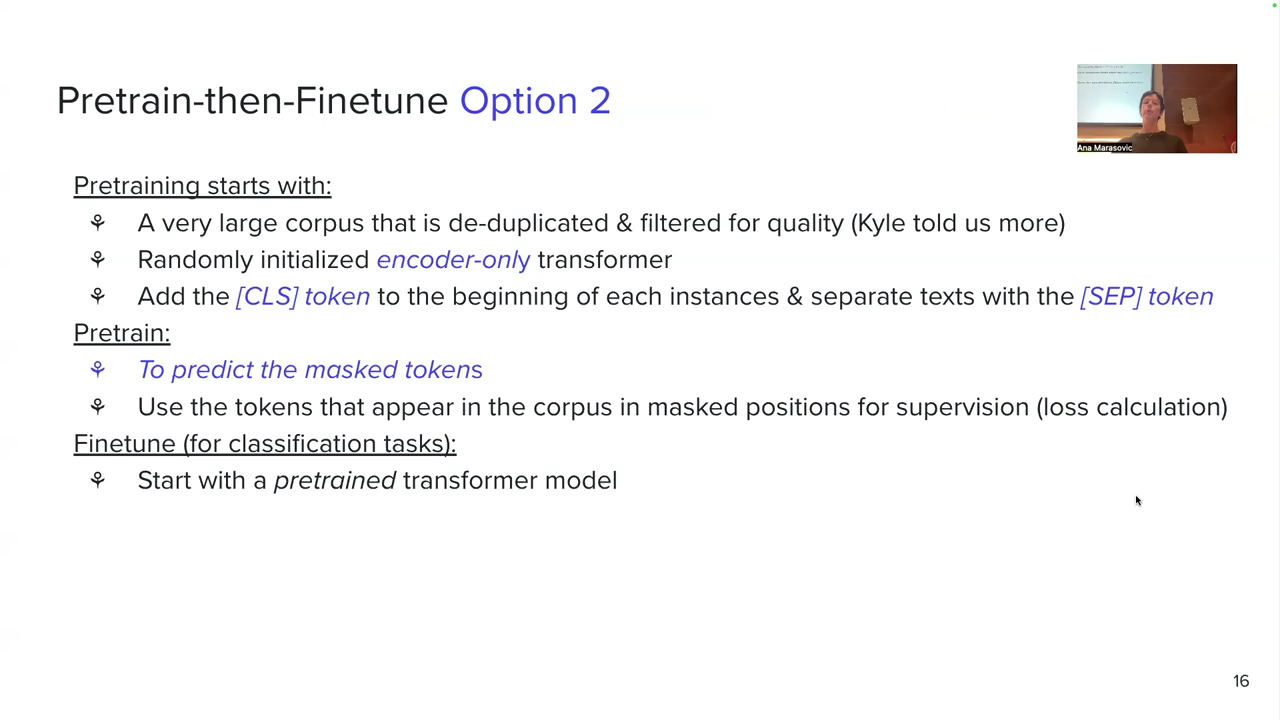 Pretrain-then-Finetune Option 2
Ana Marasovic
Pretraining starts with:
A very large corpus that is de-duplicated & filtered for quality (Kyle told us more)
Randomly initialized encoder-only transformer
Add the [CLS] token to the beginning of each instances & separate texts with the [SEP] token
Pretrain:
To predict the masked tokens
Use the tokens that appear in the corpus in masked positions for supervision (loss calculation)
Finetune (for classification tasks):
Start with a pretrained transformer model
16